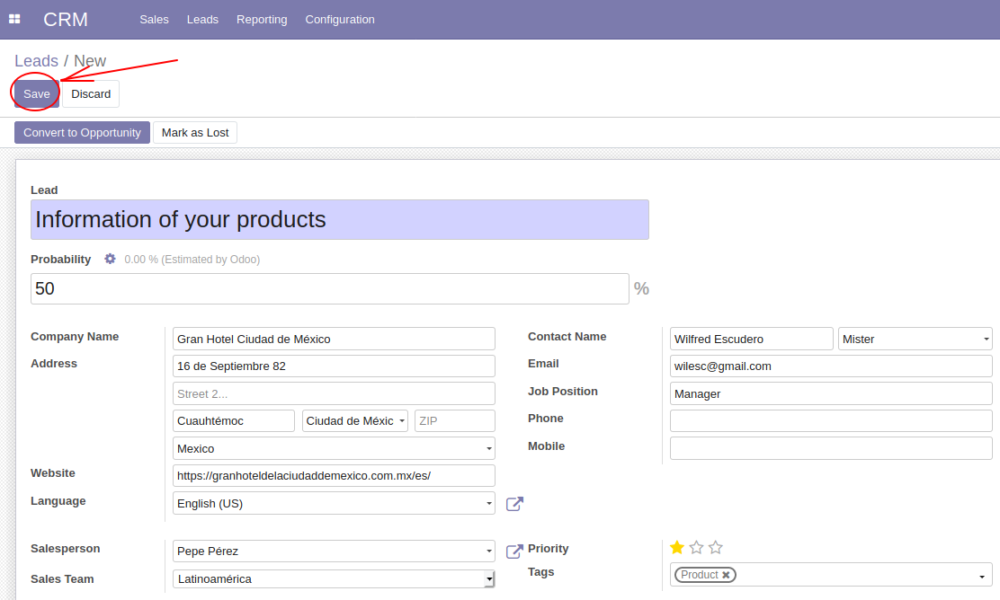 CRM Sales Leads Reporting Configuration
Leads / New
Save Discard
Convert to Opportunity Mark as Lost
Lead
Information of your products
Probability 0.00 % (Estimated by Odoo)
50 %
Company Name Gran Hotel Ciudad de México Contact Name Wilfred Escudero Mister
Address 16 de Septiembre 82 Email wilesc@gmail.com
Street 2... Job Position Manager
Cuauhtémoc Ciudad de Méxic ZIP Phone
Mexico Mobile
Website https://granhoteldelaciudaddemexico.com.mx/es/
Language English (US)
Salesperson Pepe Pérez Priority
Sales Team Latinoamérica Tags Product